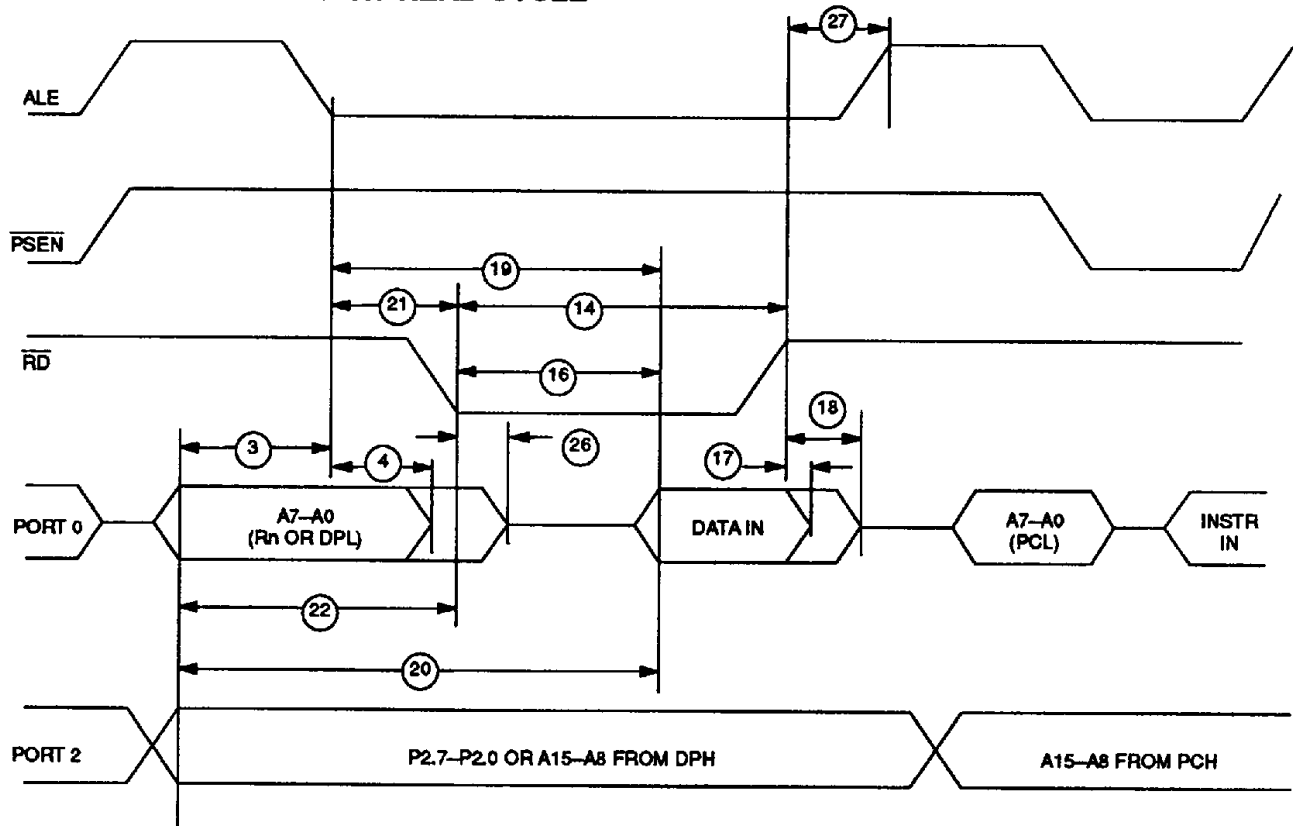 27
ALE
PSEN
19
21
14
RD
16
18
3
4
26
17
PORT 0
A7–A0
(Rn OR DPL)
DATA IN
A7–A0
(PCL)
INSTR
IN
22
20
PORT 2
P2.7–P2.0 OR A15–A8 FROM DPH
A15–A8 FROM PCH